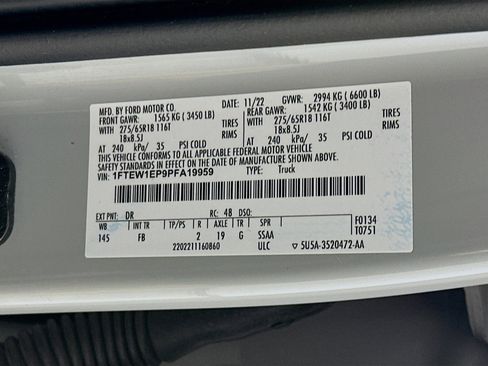 MFD. BY FORD MOTOR CO. 11/22 GVWR: 2994 KG (6600 LB)
FRONT GAWR: 1565 KG (3450 LB) REAR GAWR: 1542 KG (3400 LB)
WITH 275/65R18 116T TIRES WITH 275/65R18 116T TIRES
18x8.5J RIMS 18x8.5J RIMS
AT 240 kPa/ 35 PSI COLD AT 240 kPa/ 35 PSI COLD
THIS VEHICLE CONFORMS TO ALL APPLICABLE FEDERAL MOTOR VEHICLE
SAFETY STANDARDS IN EFFECT ON THE DATE OF MANUFACTURE SHOWN ABOVE.
VIN: 1FTEW1EP9PFA19959 TYPE: Truck
EXT PNT: DR RC: 48 DSO: F0134
WB INT TR TP/PS R AXLE TR SPR T0751
145 FB 2 19 G SSAA
2202211160860 ULC 5U5A-3520472-AA